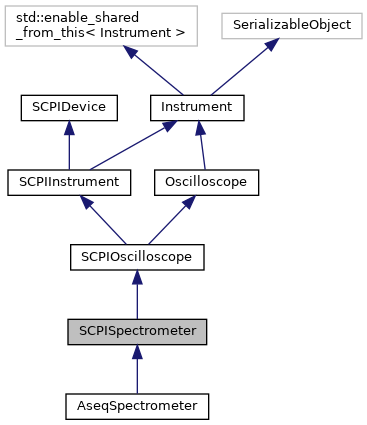 std::enable_shared
_from_this< Instrument >
SerializableObject
SCPIDevice
Instrument
SCPIInstrument
Oscilloscope
SCPIOscilloscope
SCPISpectrometer
AseqSpectrometer